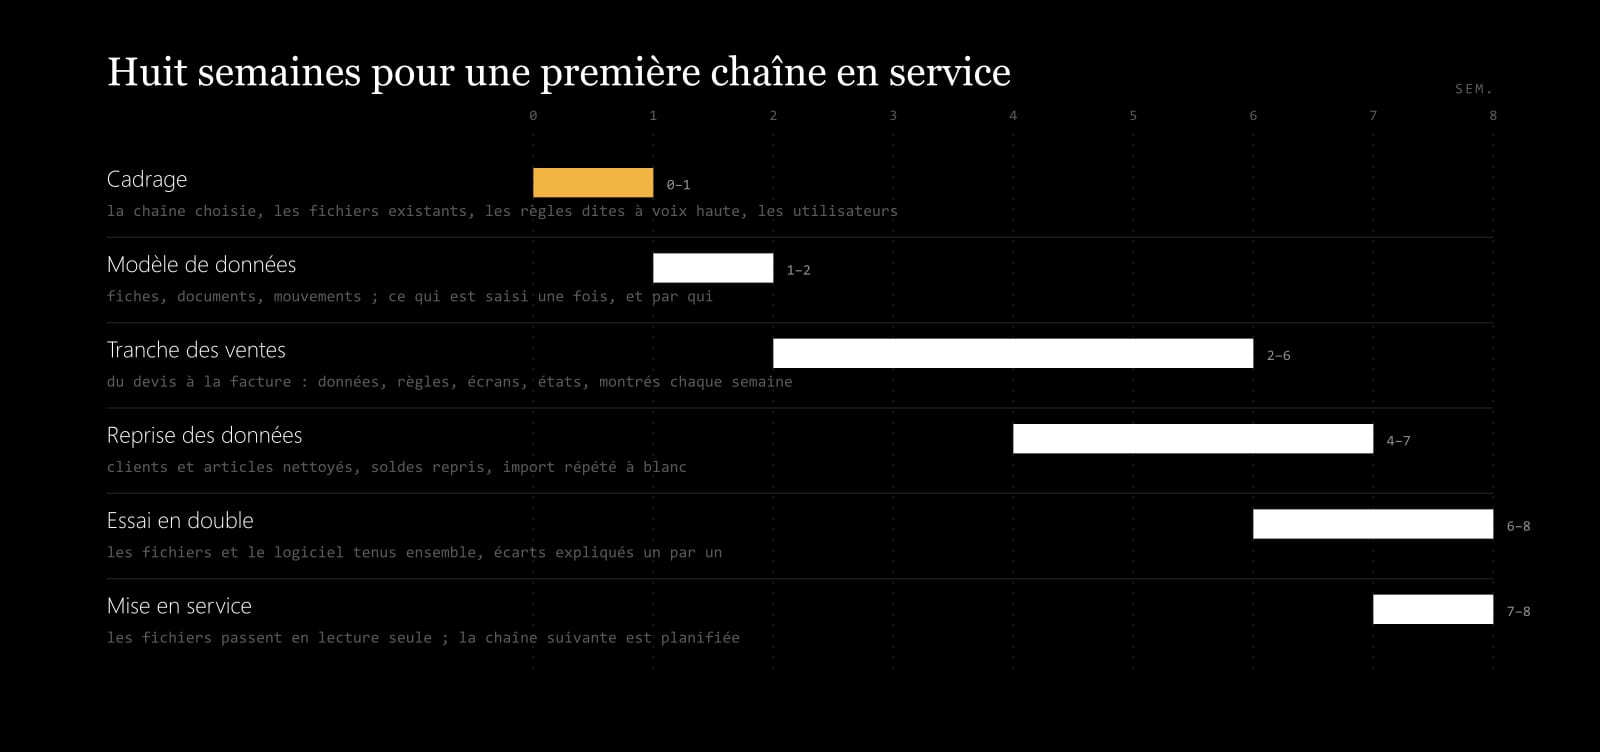 Huit semaines pour une première chaîne en service
SEM.
0 1 2 3 4 5 6 7 8
Cadrage
0–1
la chaîne choisie, les fichiers existants, les règles dites à voix haute, les utilisateurs
Modèle de données
1–2
fiches, documents, mouvements ; ce qui est saisi une fois, et par qui
Tranche des ventes
2–6
du devis à la facture : données, règles, écrans, états, montrés chaque semaine
Reprise des données
4–7
clients et articles nettoyés, soldes repris, import répété à blanc
Essai en double
6–8
les fichiers et le logiciel tenus ensemble, écarts expliqués un par un
Mise en service
7–8
les fichiers passent en lecture seule ; la chaîne suivante est planifiée